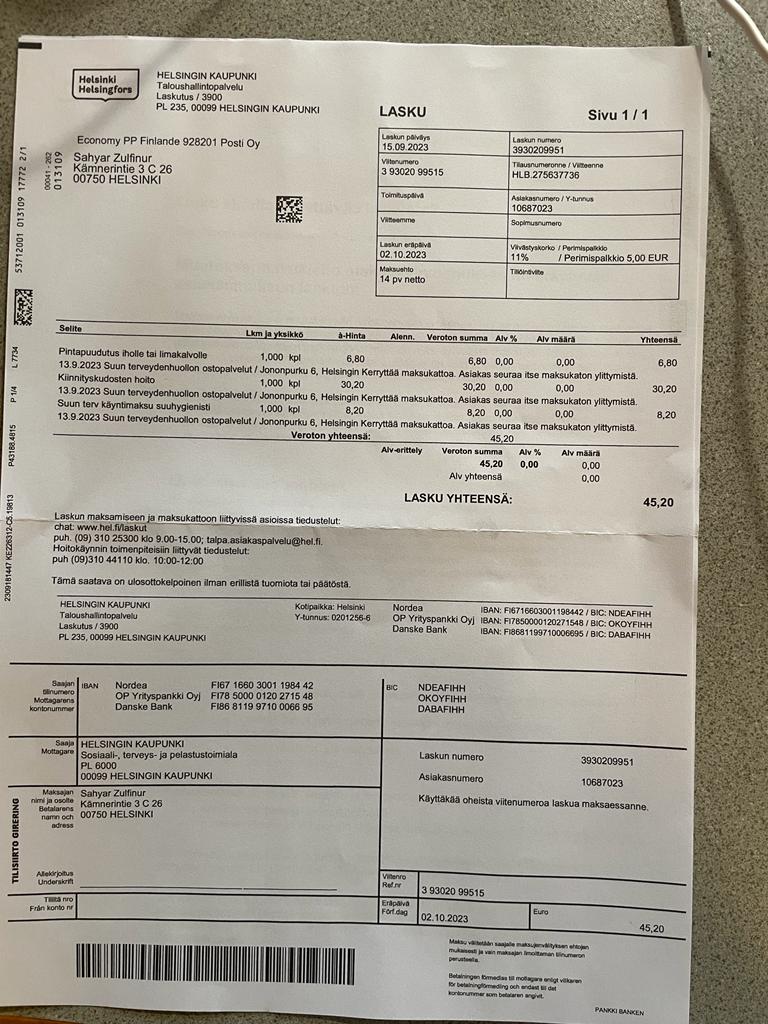 Helsinki
Helsingfors
HELSINGIN KAUPUNKI
Taloushallintopalvelu
Laskutus / 3900
PL 235, 00099 HELSINGIN KAUPUNKI
LASKU
Sivu 1 / 1
Economy PP Finlande 928201 Posti Oy
Sahyar Zulfinur
Kämnerintie 3 C 26
00750 HELSINKI
00041 - 262
013109
53712001 013109 17772 2/1
L 7734
P 1/4
P43188.4815
2309181447 KE226312-C5.19813
Laskun päiväys
15.09.2023
Laskun numero
3930209951
Viitenumero
3 93020 99515
Tilausnumeronne / Viitteenne
HLB.275637736
Toimituspäivä
Asiakasnumero / Y-tunnus
10687023
Viitteemme
Sopimusnumero
Laskun eräpäivä
02.10.2023
Viivästyskorko / Perimispalkkio
11% / Perimispalkkio 5,00 EUR
Maksuehto
14 pv netto
Tiliöintiviite
Selite Lkm ja yksikkö à-Hinta Alenn. Veroton summa Alv % Alv määrä Yhteensä
Pintapuudutus iholle tai limakalvolle 1,000 kpl 6,80 6,80 0,00 0,00 6,80
13.9.2023 Suun terveydenhuollon ostopalvelut / Jononpurku 6, Helsingin Kerryttää maksukattoa. Asiakas seuraa itse maksukaton ylittymistä.
Kiinnityskudosten hoito 1,000 kpl 30,20 30,20 0,00 0,00 30,20
13.9.2023 Suun terveydenhuollon ostopalvelut / Jononpurku 6, Helsingin Kerryttää maksukattoa. Asiakas seuraa itse maksukaton ylittymistä.
Suun terv käyntimaksu suuhygienisti 1,000 kpl 8,20 8,20 0,00 0,00 8,20
13.9.2023 Suun terveydenhuollon ostopalvelut / Jononpurku 6, Helsingin Kerryttää maksukattoa. Asiakas seuraa itse maksukaton ylittymistä.
Veroton yhteensä: 45,20
Alv-erittely Veroton summa Alv % Alv määrä
45,20 0,00 0,00
Alv yhteensä 0,00
LASKU YHTEENSÄ: 45,20
Laskun maksamiseen ja maksukattoon liittyvissä asioissa tiedustelut:
chat: www.hel.fi/laskut
puh. (09) 310 25300 klo 9.00-15.00; talpa.asiakaspalvelu@hel.fi.
Hoitokäynnin toimenpiteisiin liittyvät tiedustelut:
puh (09)310 44110 klo. 10:00-12:00
Tämä saatava on ulosottokelpoinen ilman erillistä tuomiota tai päätöstä.
HELSINGIN KAUPUNKI
Taloushallintopalvelu
Laskutus / 3900
PL 235, 00099 HELSINGIN KAUPUNKI
Kotipaikka: Helsinki
Y-tunnus: 0201256-6
Nordea IBAN: FI6716603001198442 / BIC: NDEAFIHH
OP Yrityspankki Oyj IBAN: FI7850000120271548 / BIC: OKOYFIHH
Danske Bank IBAN: FI8681199710006695 / BIC: DABAFIHH
Saajan
tilinumero
Mottagarens
kontonummer
IBAN
Nordea FI67 1660 3001 1984 42
OP Yrityspankki Oyj FI78 5000 0120 2715 48
Danske Bank FI86 8119 9710 0066 95
BIC
NDEAFIHH
OKOYFIHH
DABAFIHH
Saaja
Mottagare
HELSINGIN KAUPUNKI
Sosiaali-, terveys- ja pelastustoimiala
PL 6000
00099 HELSINGIN KAUPUNKI
Laskun numero 3930209951
Asiakasnumero 10687023
Käyttäkää oheista viitenumeroa laskua maksaessanne.
Maksajan
nimi ja osoite
Betalarens
namn och
adress
Sahyar Zulfinur
Kämnerintie 3 C 26
00750 HELSINKI
TILISIIRTO GIRERING
Allekirjoitus
Underskrift
Viitenro
Ref.nr
3 93020 99515
Tililtä nro
Från konto nr
Eräpäivä
Förf.dag
02.10.2023
Euro
45,20
Maksu välitetään saajalle maksujenvälityksen ehtojen
mukaisesti ja vain maksajan ilmoittaman tilinumeron
perusteella.
Betalningen förmedlas till mottagaren enligt villkoren
för betalningsförmedling och endast till det
kontonummer som betalaren angivit.
PANKKI BANKEN